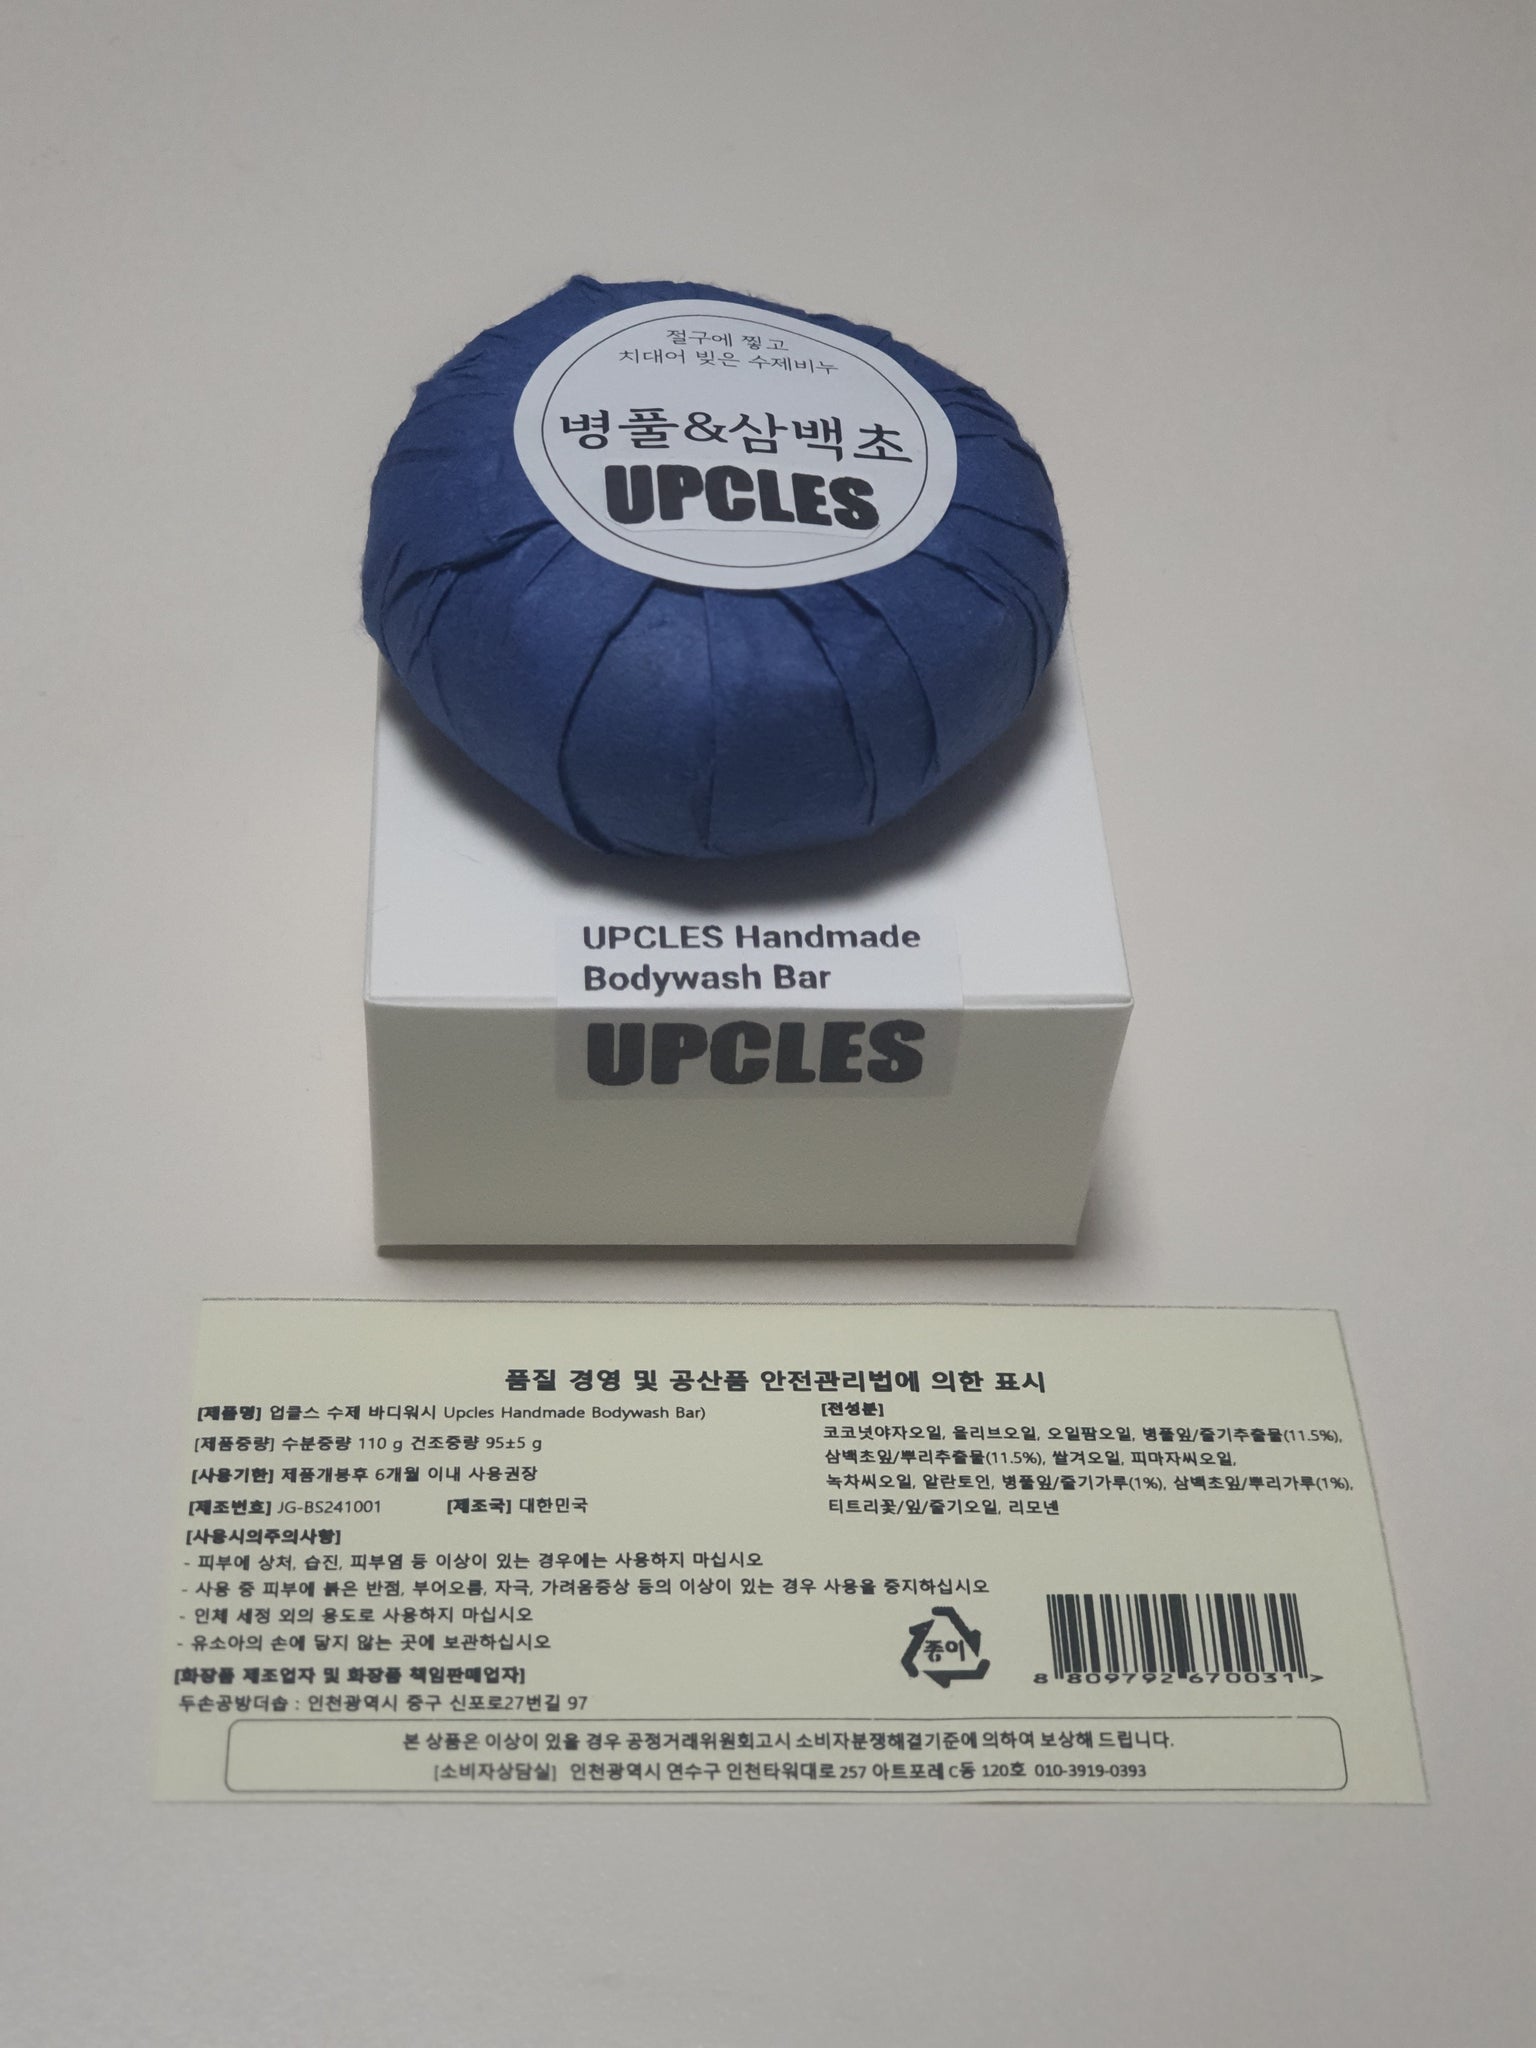 절구에 찧고
치대어 빚은 수제비누
병풀&삼백초
UPCLES
UPCLES Handmade
Bodywash Bar
UPCLES
품질 경영 및 공산품 안전관리법에 의한 표시
[제품명] 업클스 수제 바디워시 Upcles Handmade Bodywash Bar)
[제품중량] 수분중량 110 g 건조중량 95±5 g
[사용기한] 제품개봉후 6개월 이내 사용권장
[제조번호] JG-BS241001 [제조국] 대한민국
[사용시의주의사항]
- 피부에 상처, 습진, 피부염 등 이상이 있는 경우에는 사용하지 마십시오
- 사용 중 피부에 붉은 반점, 부어오름, 자극, 가려움증상 등의 이상이 있는 경우 사용을 중지하십시오
- 인체 세정 외의 용도로 사용하지 마십시오
- 유소아의 손에 닿지 않는 곳에 보관하십시오
[화장품 제조업자 및 화장품 책임판매업자]
두손공방더솝 : 인천광역시 중구 신포로27번길 97
[전성분]
코코넛야자오일, 올리브오일, 오일팜오일, 병풀잎/줄기추출물(11.5%),
삼백초잎/뿌리추출물(11.5%), 쌀겨오일, 피마자씨오일,
녹차씨오일, 알란토인, 병풀잎/줄기가루(1%), 삼백초잎/뿌리가루(1%),
티트리꽃/잎/줄기오일, 리모넨
종이
8 809792 670031 >
본 상품은 이상이 있을 경우 공정거래위원회고시 소비자분쟁해결기준에 의하여 보상해 드립니다.
[소비자상담실] 인천광역시 연수구 인천타워대로 257 아트포레 C동 120호 010-3919-0393